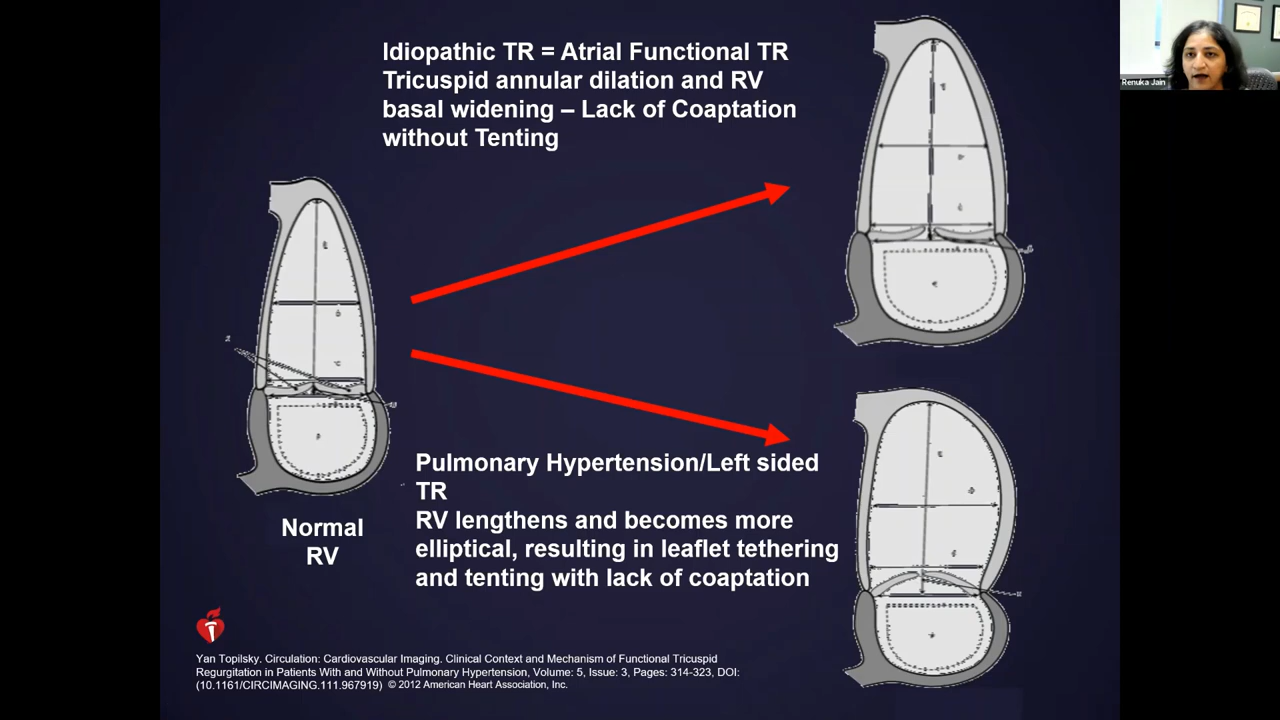 Idiopathic TR = Atrial Functional TR
Tricuspid annular dilation and RV
basal widening – Lack of Coaptation
without Tenting
Renuka Jain
Pulmonary Hypertension/Left sided
TR
RV lengthens and becomes more
elliptical, resulting in leaflet tethering
and tenting with lack of coaptation
Normal
RV
Yan Topilsky. Circulation: Cardiovascular Imaging. Clinical Context and Mechanism of Functional Tricuspid
Regurgitation in Patients With and Without Pulmonary Hypertension, Volume: 5, Issue: 3, Pages: 314-323, DOI:
(10.1161/CIRCIMAGING.111.967919) © 2012 American Heart Association, Inc.